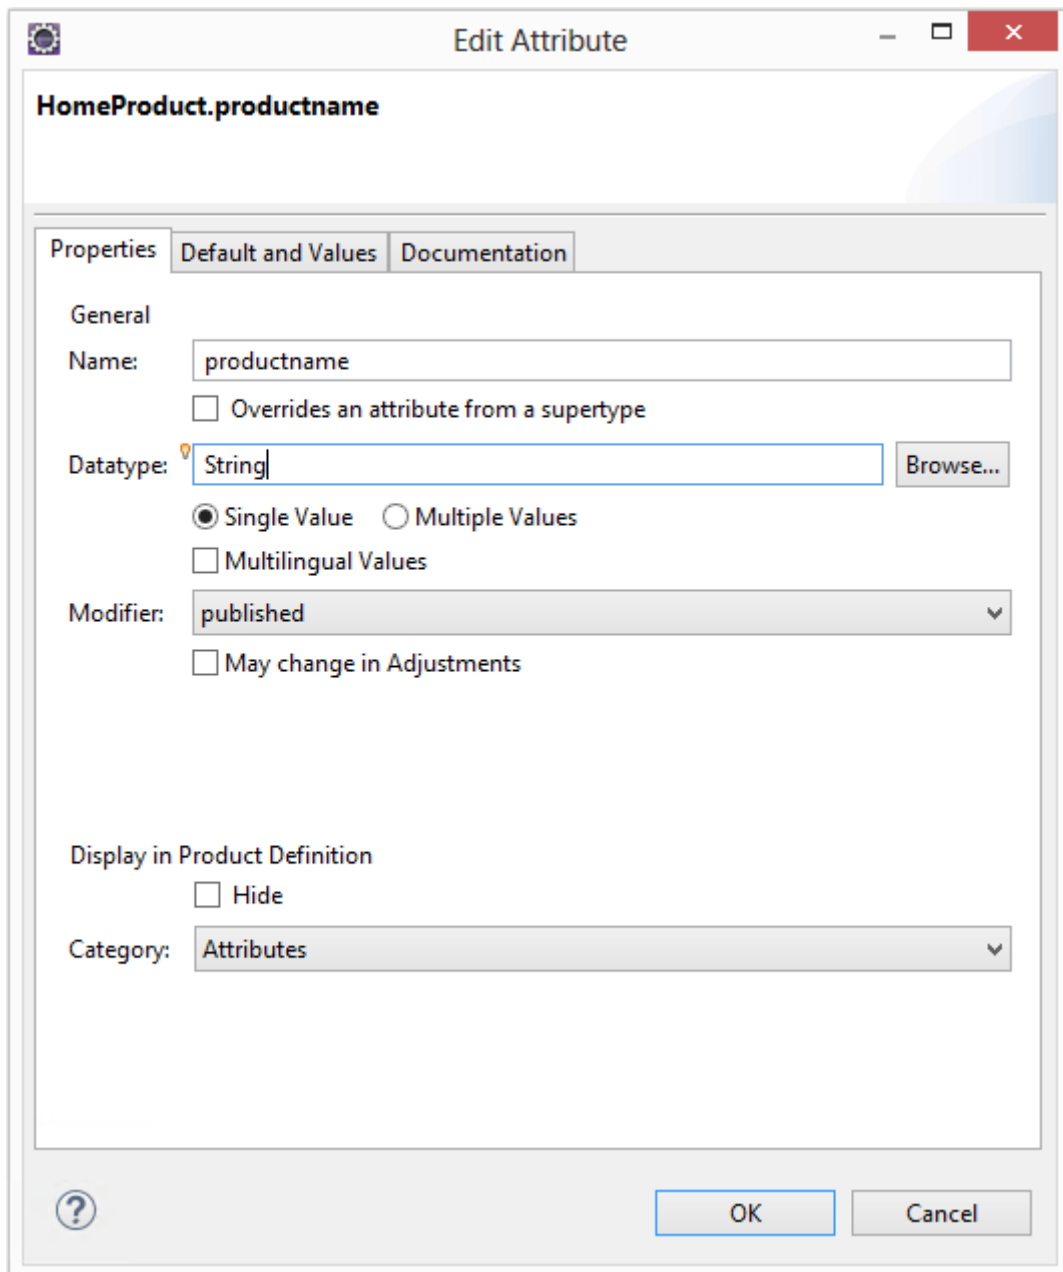 Edit Attribute
HomeProduct.productname
Properties Default and Values Documentation
General
Name: productname
Overrides an attribute from a supertype
Datatype: String Browse...
Single Value Multiple Values
Multilingual Values
Modifier: published
May change in Adjustments
Display in Product Definition
Hide
Category: Attributes
? OK Cancel